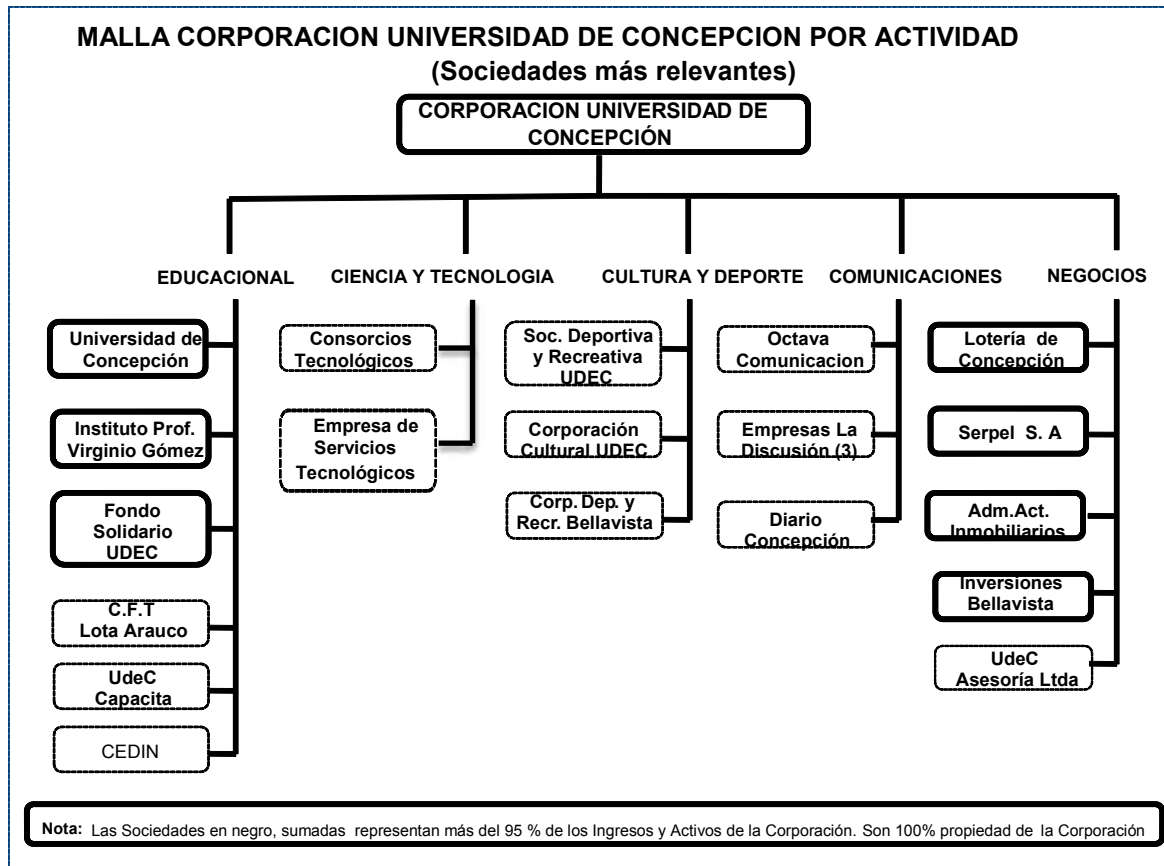 MALLA CORPORACION UNIVERSIDAD DE CONCEPCION POR ACTIVIDAD
(Sociedades más relevantes)
CORPORACION UNIVERSIDAD DE
CONCEPCIÓN
EDUCACIONAL
Universidad de
Concepción
Instituto Prof.
Virginio Gómez
Fondo
Solidario
UDEC
C.F.T
Lota Arauco
UdeC
Capacita
CEDIN
CIENCIA Y TECNOLOGIA
Consorcios
Tecnológicos
Empresa de
Servicios
Tecnológicos
CULTURA Y DEPORTE
Soc. Deportiva
y Recreativa
UDEC
Corporación
Cultural UDEC
Corp. Dep. y
Recr. Bellavista
COMUNICACIONES
Octava
Comunicacion
Empresas La
Discusión (3)
Diario
Concepción
NEGOCIOS
Lotería de
Concepción
Serpel S. A
Adm.Act.
Inmobiliarios
Inversiones
Bellavista
UdeC
Asesoría Ltda
Nota: Las Sociedades en negro, sumadas representan más del 95 % de los Ingresos y Activos de la Corporación. Son 100% propiedad de la Corporación